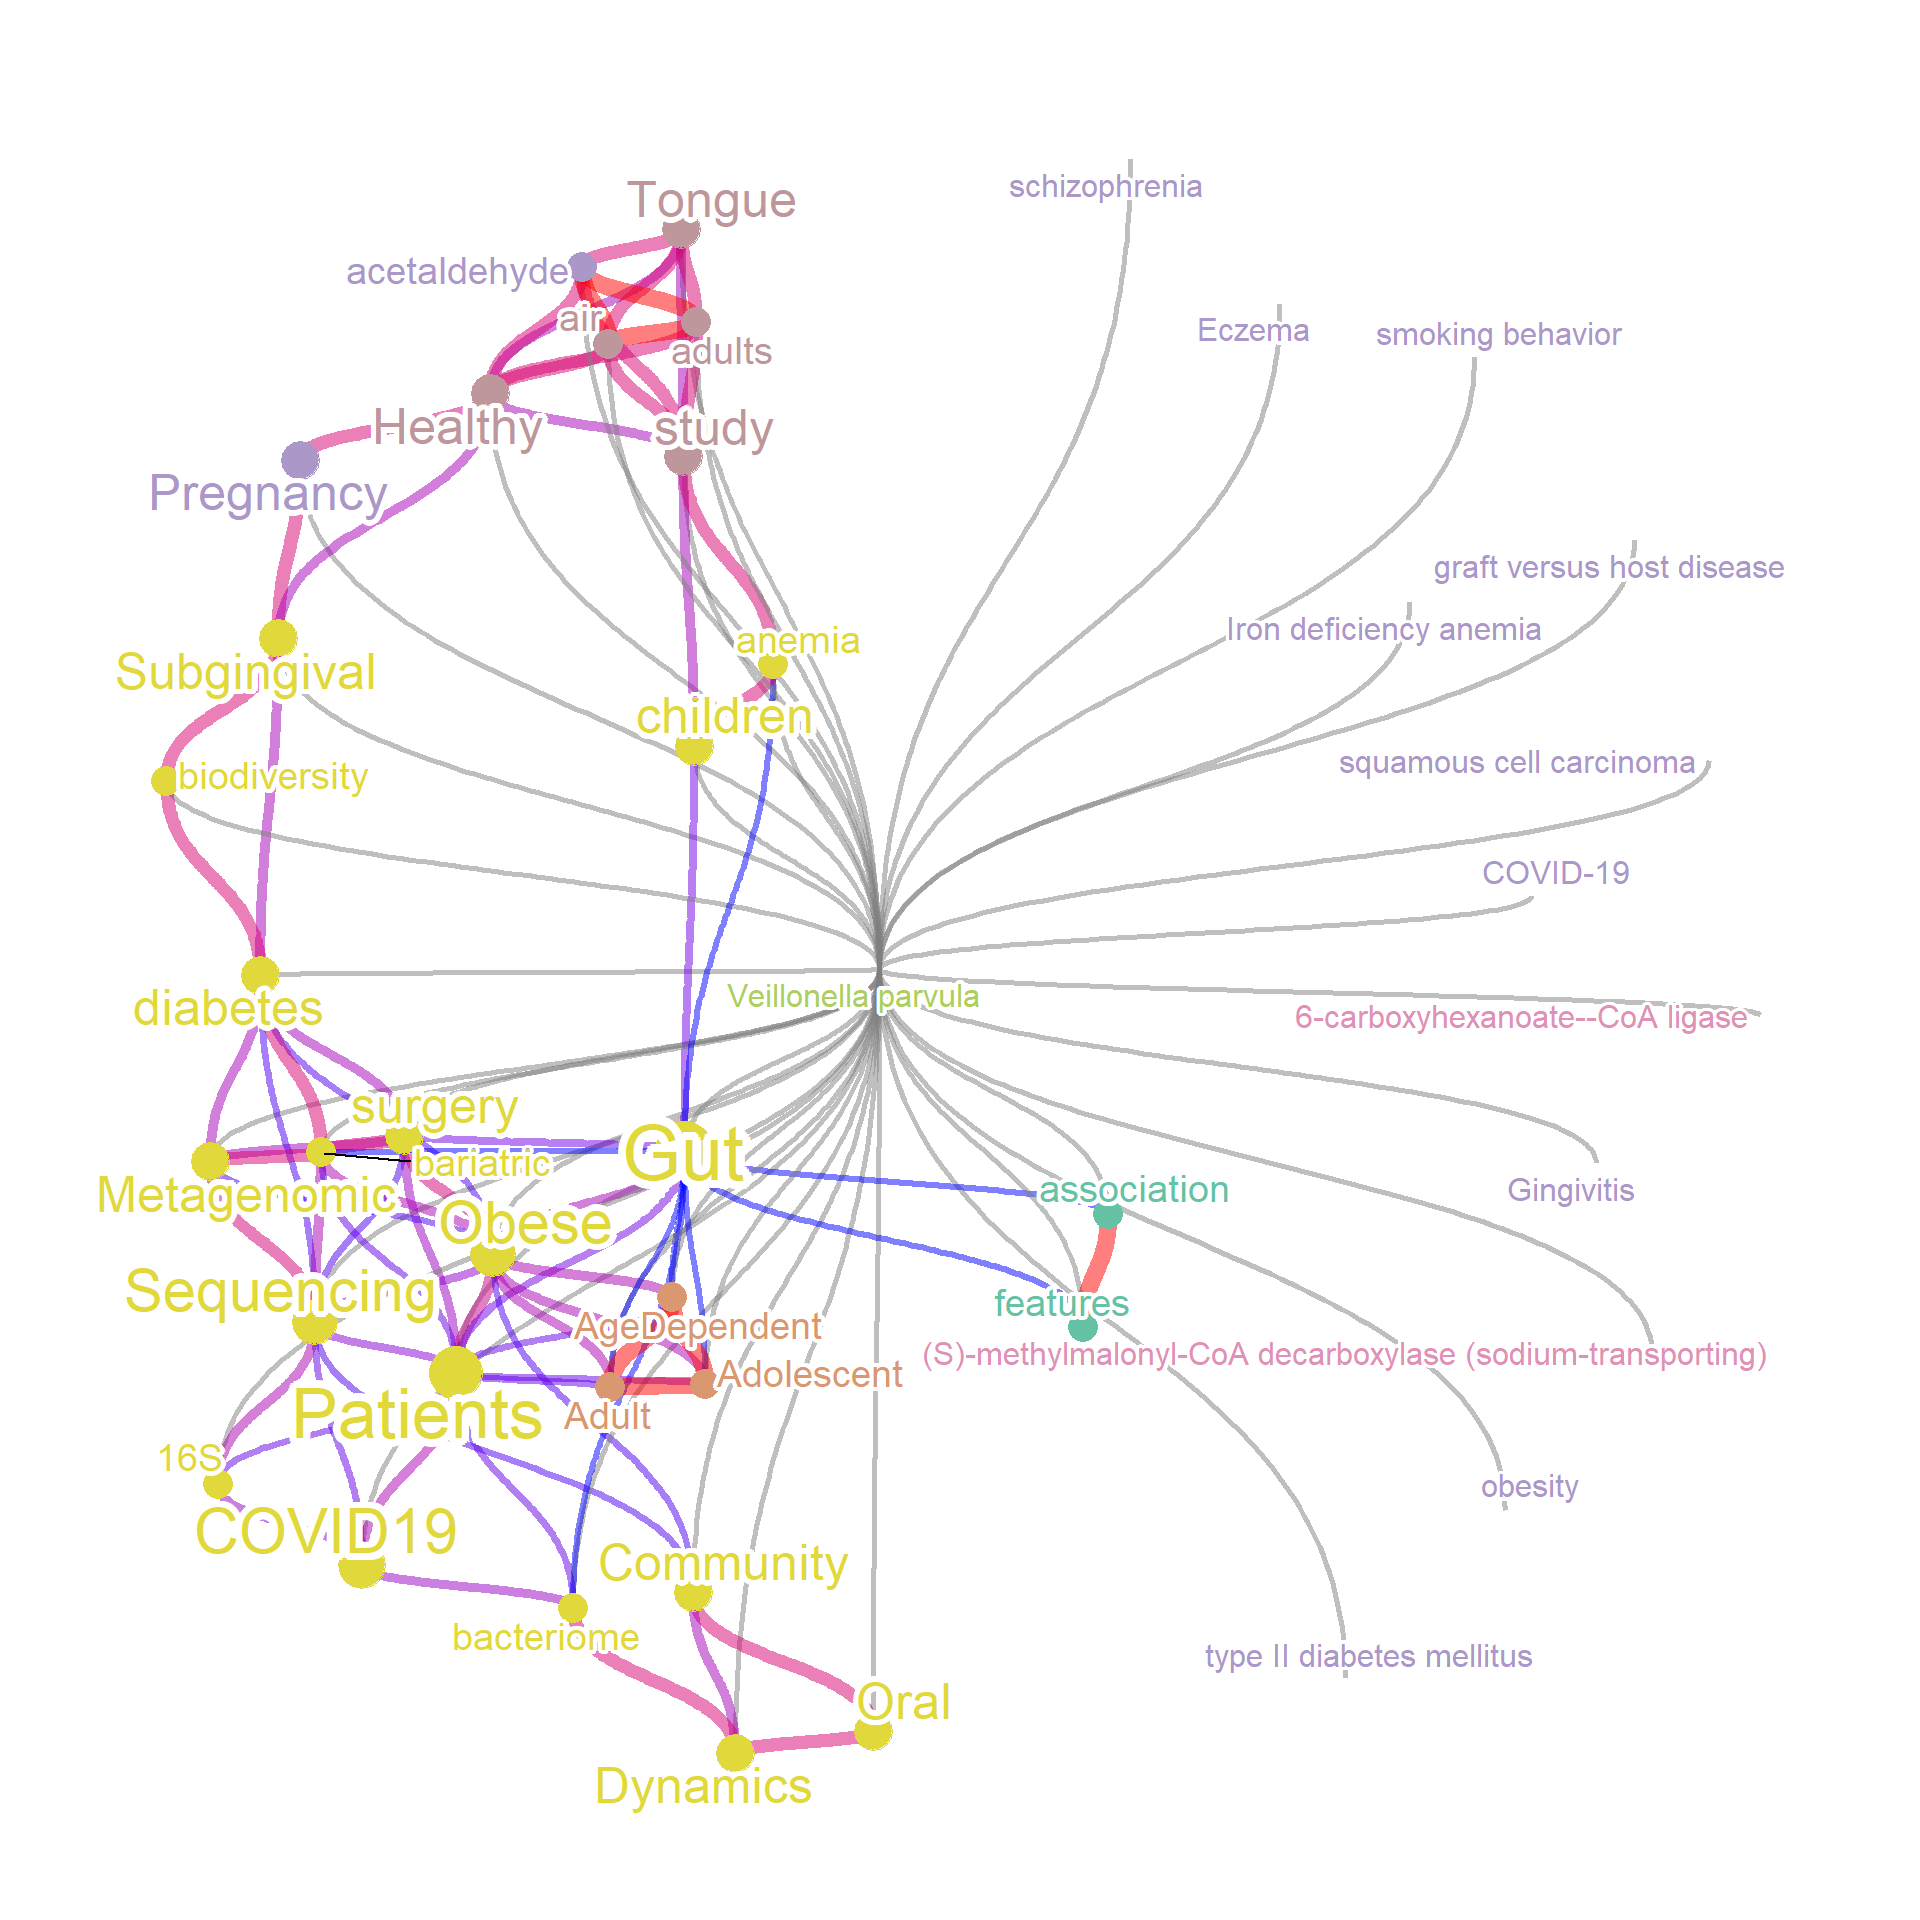 schizophrenia
Tongue
acetaldehyde
air
adults
Eczema
smoking behavior
Healthy
study
Pregnancy
graft versus host disease
Iron deficiency anemia
anemia
Subgingival
children
squamous cell carcinoma
biodiversity
COVID-19
Veillonella parvula
diabetes
6-carboxyhexanoate--CoA ligase
surgery
Gut
bariatric
Metagenomic
association
Gingivitis
Obese
Sequencing
features
AgeDependent
(S)-methylmalonyl-CoA decarboxylase (sodium-transporting)
Adolescent
Patients
Adult
16S
obesity
COVID19
Community
bacteriome
type II diabetes mellitus
Oral
Dynamics